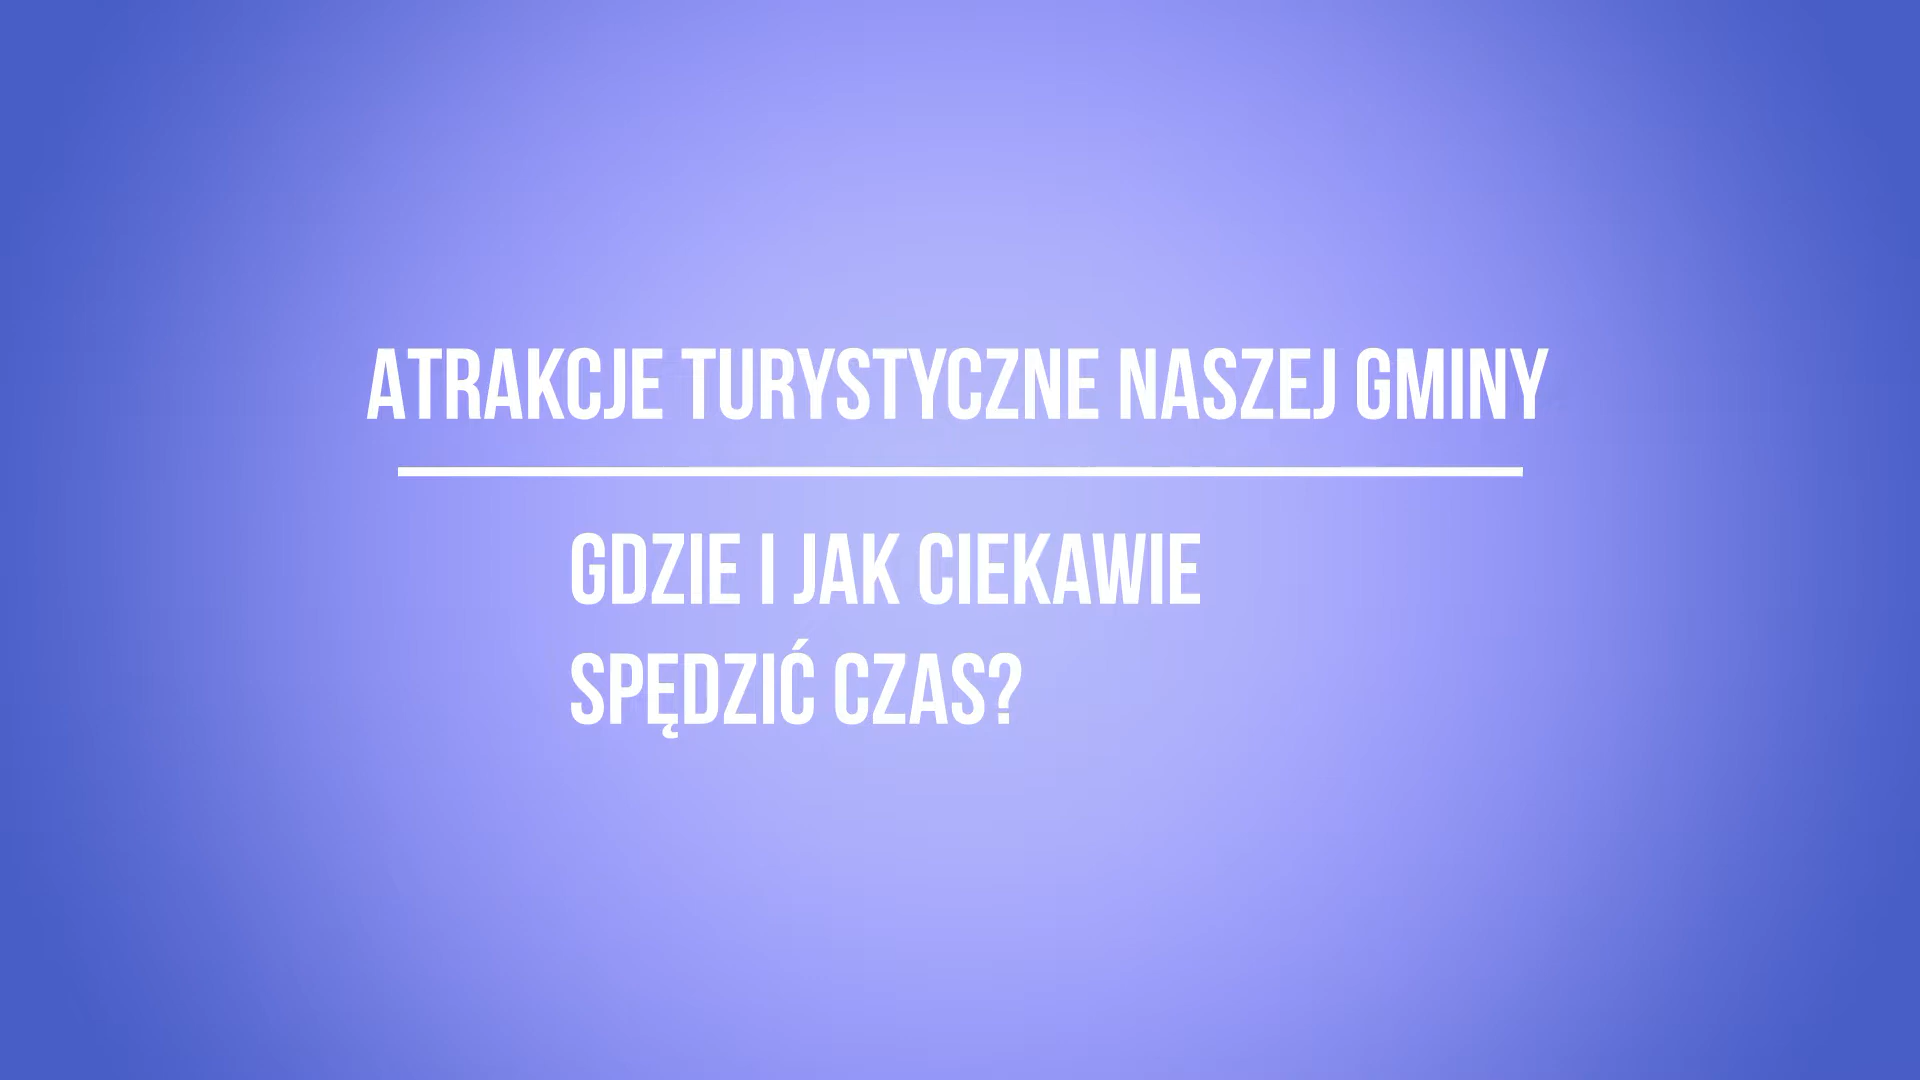 ATRAKCJE TURYSTYCZNE NASZEJ GMINY
GDZIE I JAK CIEKAWIE
SPĘDZIĆ CZAS?